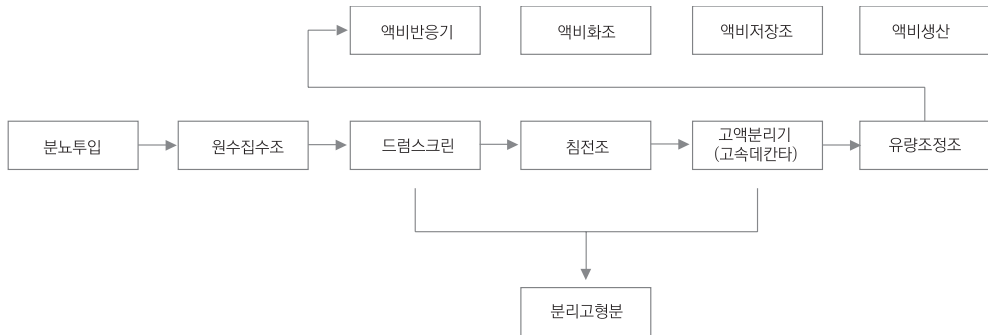 액비반응기
액비화조
액비저장조
액비생산
분뇨투입
원수집수조
드럼스크린
침전조
고액분리기
(고속데칸타)
유량조정조
분리고형분